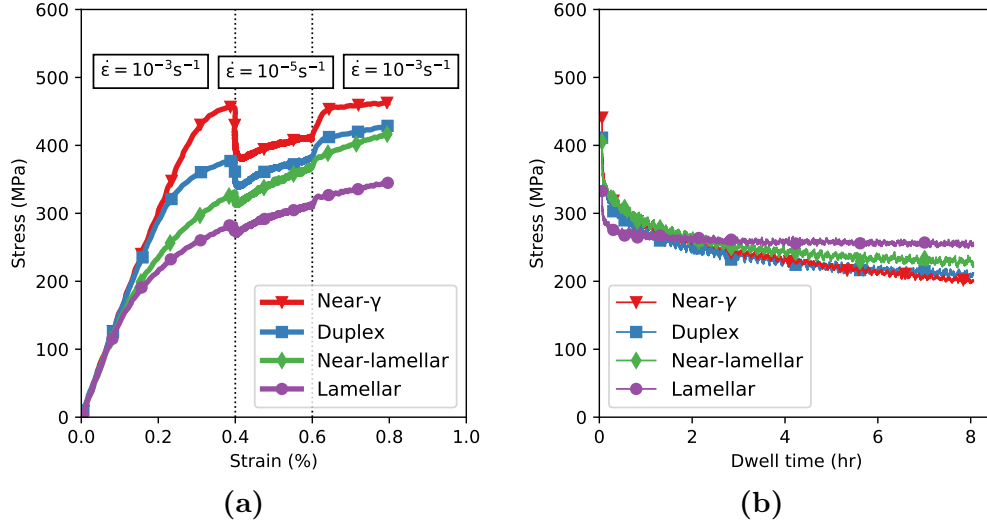 600
500
400
300
200
100
0
Stress (MPa)
ε̇ = 10⁻³s⁻¹
ε̇ = 10⁻⁵s⁻¹
ε̇ = 10⁻³s⁻¹
Near-γ
Duplex
Near-lamellar
Lamellar
0.0 0.2 0.4 0.6 0.8 1.0
Strain (%)
(a)
600
500
400
300
200
100
0
Stress (MPa)
Near-γ
Duplex
Near-lamellar
Lamellar
0 2 4 6 8
Dwell time (hr)
(b)